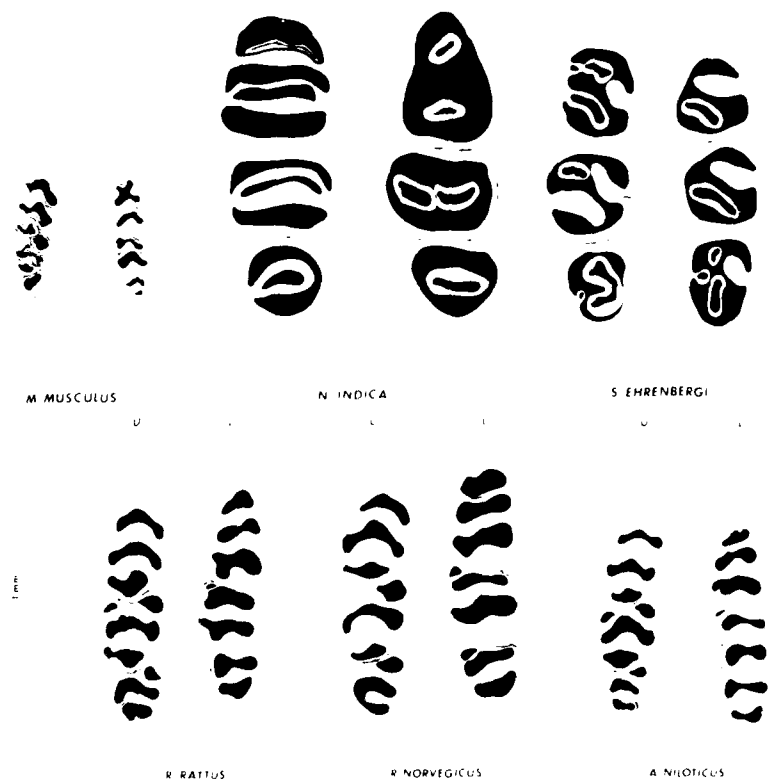 M MUSCULUS
N. INDICA
S EHRENBERGI
U
L
U
L
R. RATTUS
R NORVEGICUS
A NILOTICUS